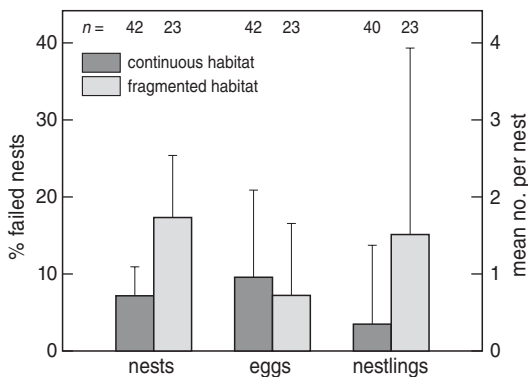 n = 42 23 42 23 40 23
continuous habitat
fragmented habitat
% failed nests
40
30
20
10
0
mean no. per nest
4
3
2
1
0
nests eggs nestlings